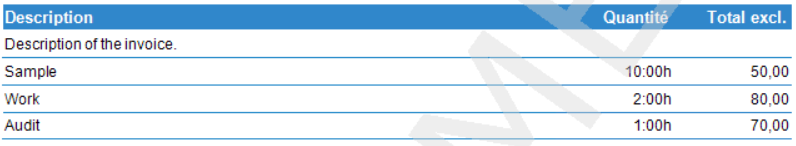 Description Quantité Total excl.
Description of the invoice.
Sample 10:00h 50,00
Work 2:00h 80,00
Audit 1:00h 70,00